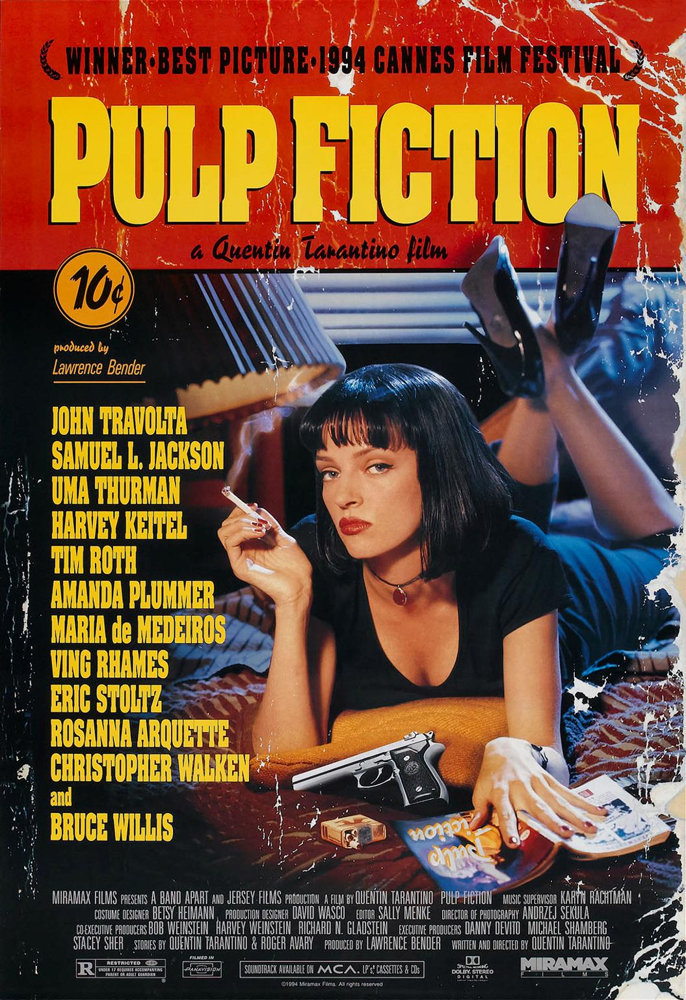 WINNER•BEST PICTURE•1994 CANNES FILM FESTIVAL
PULP FICTION
a Quentin Tarantino film
10¢
produced by
Lawrence Bender
JOHN TRAVOLTA
SAMUEL L. JACKSON
UMA THURMAN
HARVEY KEITEL
TIM ROTH
AMANDA PLUMMER
MARIA de MEDEIROS
VING RHAMES
ERIC STOLTZ
ROSANNA ARQUETTE
CHRISTOPHER WALKEN
and
BRUCE WILLIS
Pulp
Fiction
MIRAMAX FILMS PRESENTS A BAND APART AND JERSEY FILMS PRODUCTION A FILM BY QUENTIN TARANTINO PULP FICTION MUSIC SUPERVISOR KARYN RACHTMAN
COSTUME DESIGNER BETSY HEIMANN PRODUCTION DESIGNER DAVID WASCO EDITOR SALLY MENKE DIRECTOR OF PHOTOGRAPHY ANDRZEJ SEKULA
CO-EXECUTIVE PRODUCERS BOB WEINSTEIN HARVEY WEINSTEIN RICHARD N. GLADSTEIN EXECUTIVE PRODUCERS DANNY DEVITO MICHAEL SHAMBERG
STACEY SHER STORIES BY QUENTIN TARANTINO & ROGER AVARY PRODUCED BY LAWRENCE BENDER WRITTEN AND DIRECTED BY QUENTIN TARANTINO
R RESTRICTED
UNDER 17 REQUIRES ACCOMPANYING
PARENT OR ADULT GUARDIAN
®
FILMED IN
PANAVISION
SOUNDTRACK AVAILABLE ON MCA. LP's, CASSETTES & CDs
SPECTRAL RECORDING
DOLBY. STEREO
DIGITAL
MIRAMAX
FILMS
©1994 Miramax Films. All rights reserved